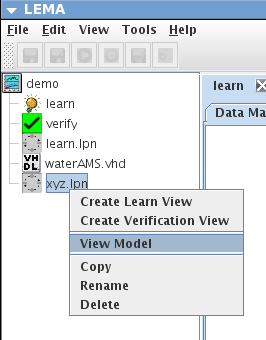 LEMA
File Edit View Tools Help
demo
learn
verify
learn.lpn
VHDL waterAMS.vhd
xyz.lpn
learn
Data Ma
Create Learn View
Create Verification View
View Model
Copy
Rename
Delete